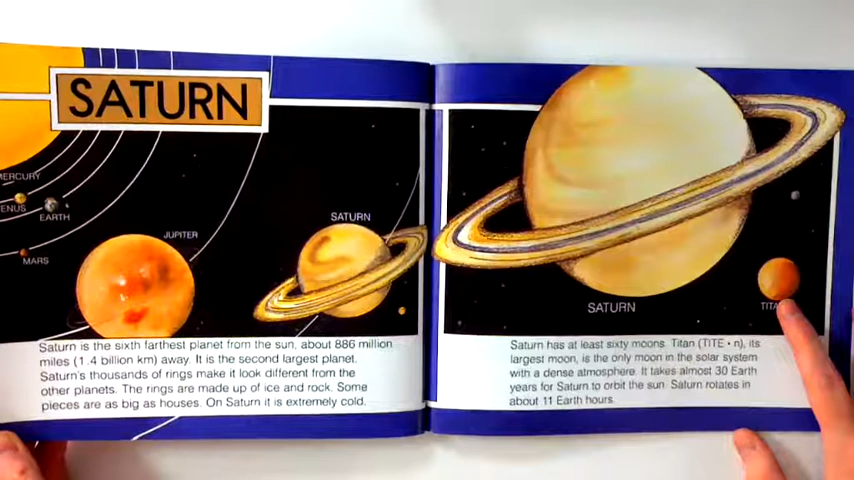 SATURN
MERCURY
VENUS
EARTH
MARS
JUPITER
SATURN
Saturn is the sixth farthest planet from the sun, about 886 million
miles (1.4 billion km) away. It is the second largest planet.
Saturn's thousands of rings make it look different from the
other planets. The rings are made up of ice and rock. Some
pieces are as big as houses. On Saturn it is extremely cold.
SATURN
TITA
Saturn has at least sixty moons. Titan (TITE • n), its
largest moon, is the only moon in the solar system
with a dense atmosphere. It takes almost 30 Earth
years for Saturn to orbit the sun. Saturn rotates in
about 11 Earth hours.